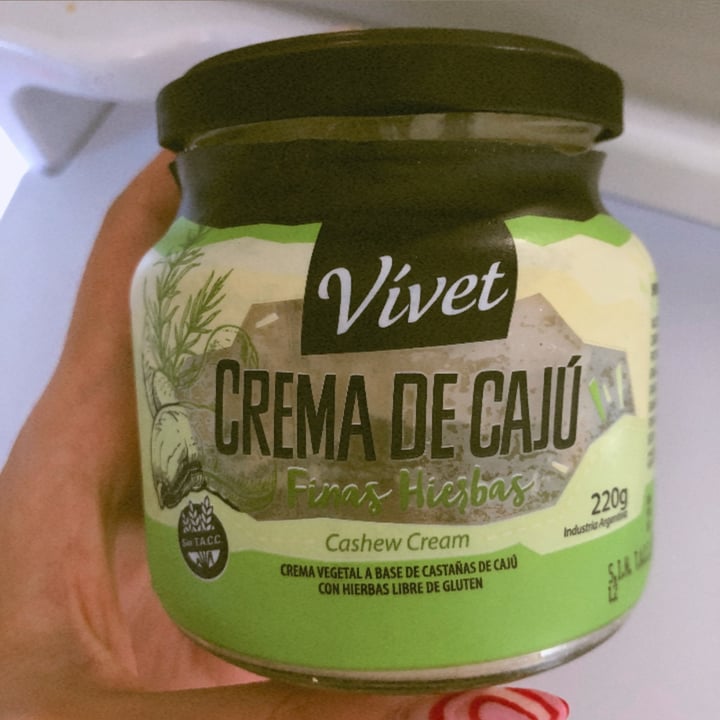 Vívet
CREMA DE CAJÚ
Finas Hierbas
220g
Industria Argentina
Sin T.A.C.C.
Cashew Cream
CREMA VEGETAL A BASE DE CASTAÑAS DE CAJÚ
CON HIERBAS LIBRE DE GLUTEN